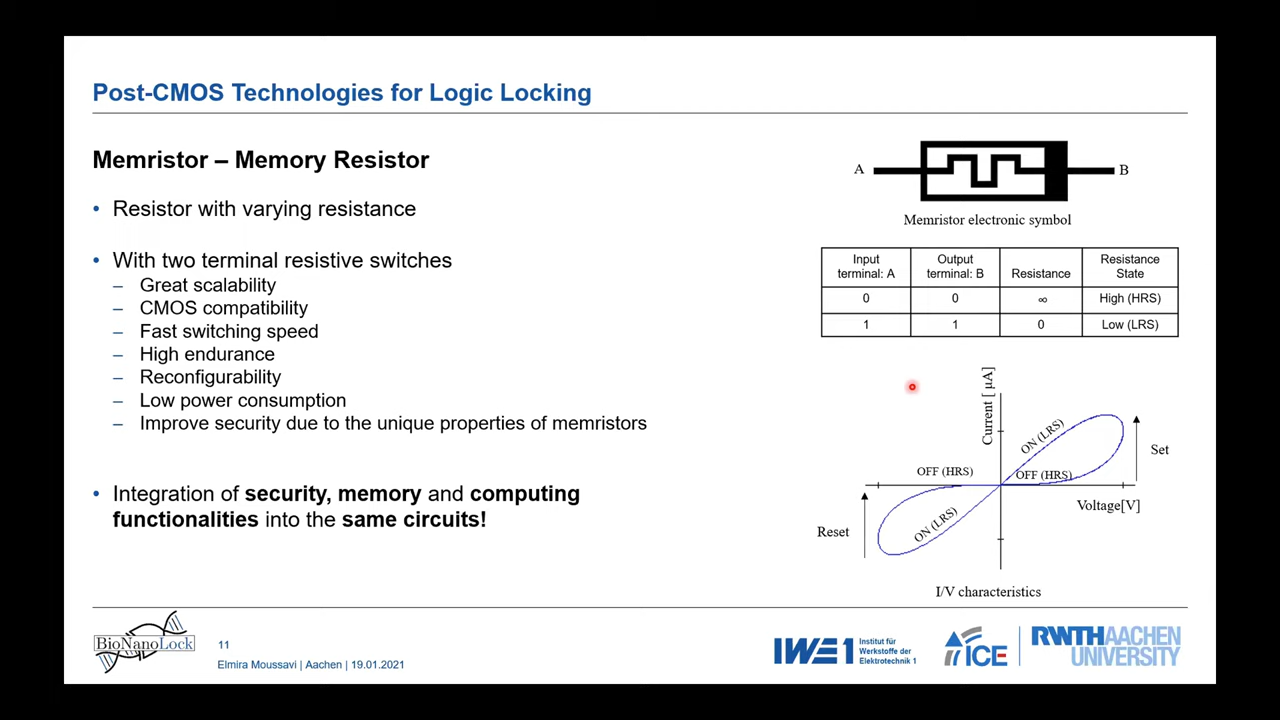 Post-CMOS Technologies for Logic Locking
Memristor – Memory Resistor
• Resistor with varying resistance
• With two terminal resistive switches
– Great scalability
– CMOS compatibility
– Fast switching speed
– High endurance
– Reconfigurability
– Low power consumption
– Improve security due to the unique properties of memristors
• Integration of security, memory and computing
functionalities into the same circuits!
A B
Memristor electronic symbol
Input terminal: A Output terminal: B Resistance Resistance State
0 0 ∞ High (HRS)
1 1 0 Low (LRS)
Current [ µA]
ON (LRS)
OFF (HRS)
OFF (HRS)
Set
Voltage[V]
Reset
ON (LRS)
I/V characteristics
BioNanoLock
11
Elmira Moussavi | Aachen | 19.01.2021
IWE1
Institut für
Werkstoffe der
Elektrotechnik 1
ICE
RWTH AACHEN
UNIVERSITY